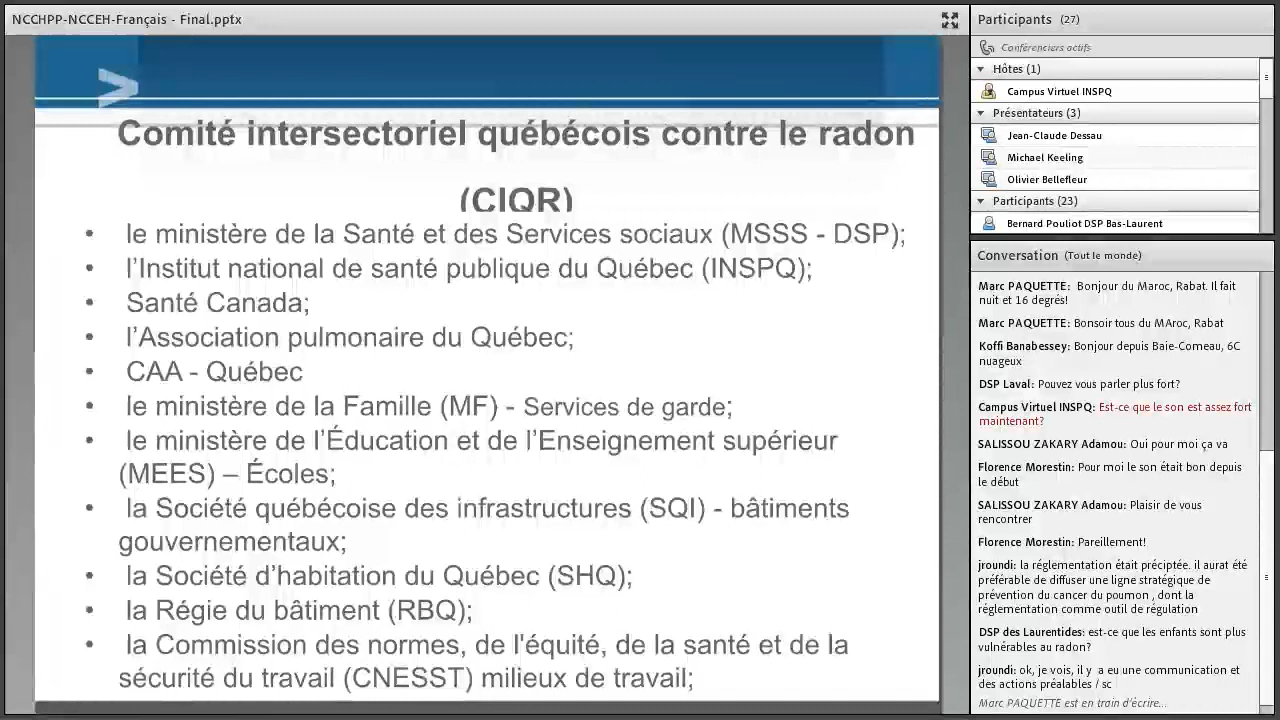 NCCHPP-NCCEH-Français - Final.pptx
Comité intersectoriel québécois contre le radon
(CIQR)
• le ministère de la Santé et des Services sociaux (MSSS - DSP);
• l’Institut national de santé publique du Québec (INSPQ);
• Santé Canada;
• l’Association pulmonaire du Québec;
• CAA - Québec
• le ministère de la Famille (MF) - Services de garde;
• le ministère de l’Éducation et de l’Enseignement supérieur
(MEES) – Écoles;
• la Société québécoise des infrastructures (SQI) - bâtiments
gouvernementaux;
• la Société d’habitation du Québec (SHQ);
• la Régie du bâtiment (RBQ);
• la Commission des normes, de l'équité, de la santé et de la
sécurité du travail (CNESST) milieux de travail;
Participants (27)
Conférenciers actifs
Hôtes (1)
Campus Virtuel INSPQ
Présentateurs (3)
Jean-Claude Dessau
Michael Keeling
Olivier Bellefleur
Participants (23)
Bernard Pouliot DSP Bas-Laurent
Conversation (Tout le monde)
Marc PAQUETTE: Bonjour du Maroc, Rabat. Il fait
nuit et 16 degrés!
Marc PAQUETTE: Bonsoir tous du MAroc, Rabat
Koffi Banabessey: Bonjour depuis Baie-Comeau, 6C
nuageux
DSP Laval: Pouvez vous parler plus fort?
Campus Virtuel INSPQ: Est-ce que le son est assez fort
maintenant?
SALISSOU ZAKARY Adamou: Oui pour moi ça va
Florence Morestin: Pour moi le son était bon depuis
le début
SALISSOU ZAKARY Adamou: Plaisir de vous
rencontrer
Florence Morestin: Pareillement!
jroundi: la réglementation était préciptée. il aurat été
préférable de diffuser une ligne stratégique de
prévention du cancer du poumon , dont la
réglementation comme outil de régulation
DSP des Laurentides: est-ce que les enfants sont plus
vulnérables au radon?
jroundi: ok, je vois, il y a eu une communication et
des actions préalables / sc
Marc PAQUETTE est en train d'écrire...